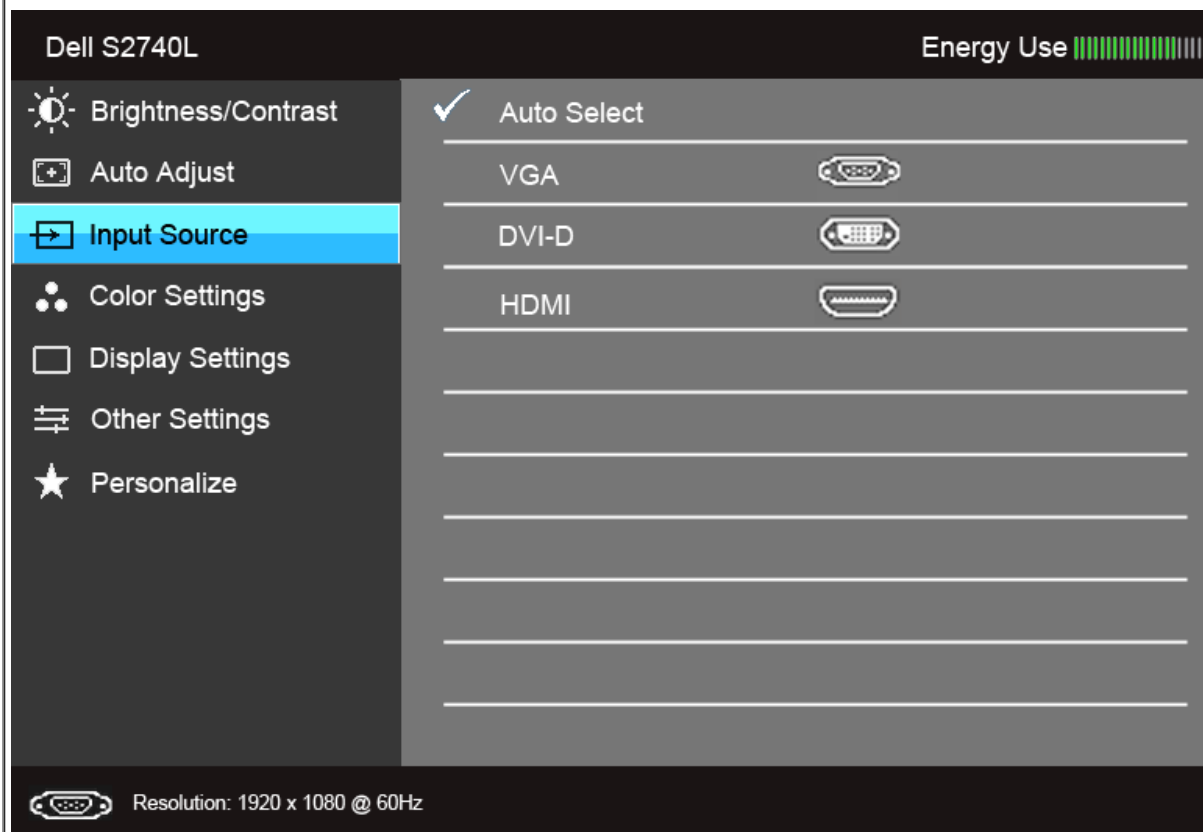 Dell S2740L
Energy Use
Brightness/Contrast
Auto Adjust
Input Source
Color Settings
Display Settings
Other Settings
Personalize
Auto Select
VGA
DVI-D
HDMI
Resolution: 1920 x 1080 @ 60Hz